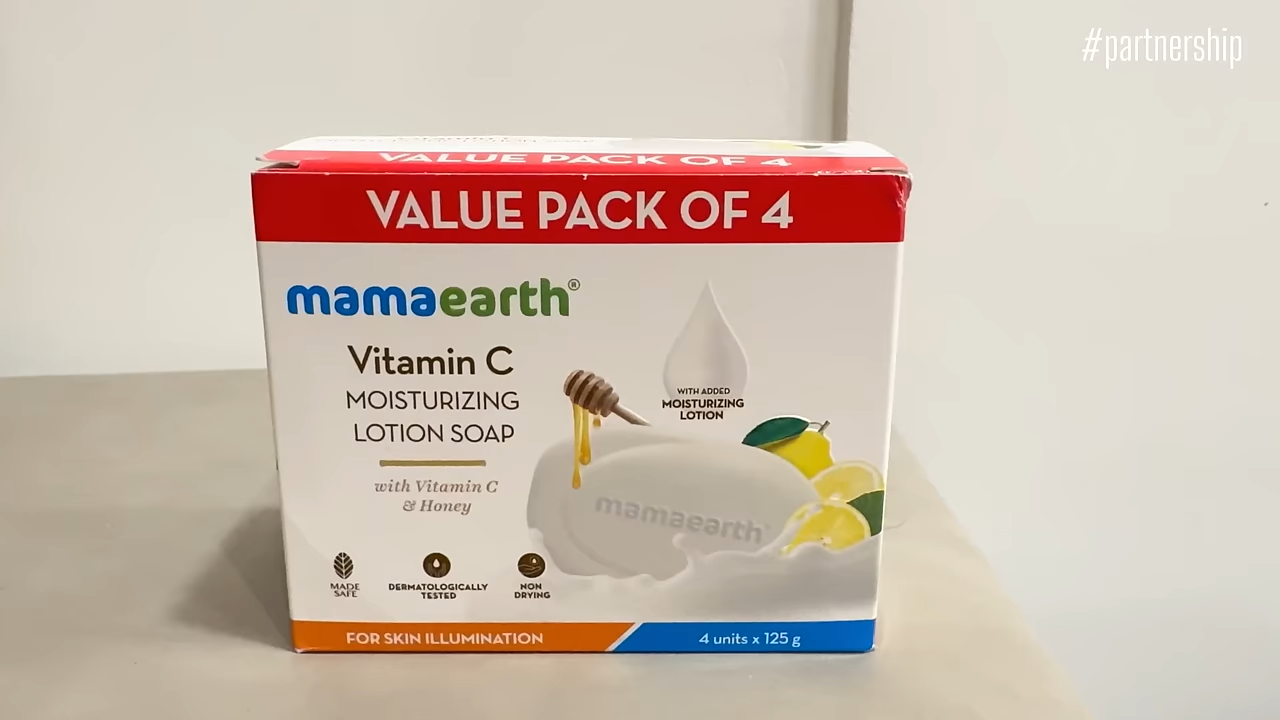 #partnership
VALUE PACK OF 4
VALUE PACK OF 4
mamaearth®
Vitamin C
MOISTURIZING
LOTION SOAP
with Vitamin C
& Honey
WITH ADDED
MOISTURIZING
LOTION
mamaearth
MADE
SAFE
DERMATOLOGICALLY
TESTED
NON
DRYING
FOR SKIN ILLUMINATION
4 units x 125 g